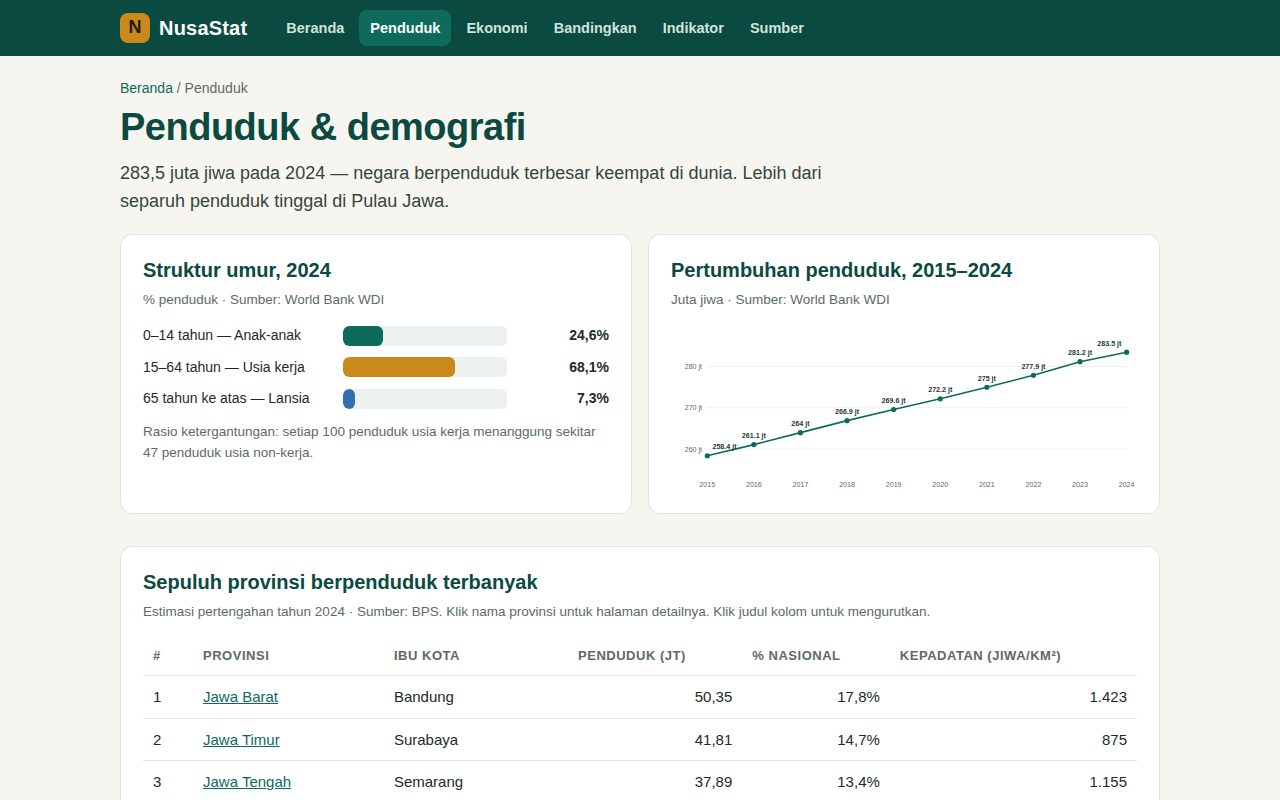 N NusaStat Beranda Penduduk Ekonomi Bandingkan Indikator Sumber
Beranda / Penduduk
Penduduk & demografi
283,5 juta jiwa pada 2024 — negara berpenduduk terbesar keempat di dunia. Lebih dari
separuh penduduk tinggal di Pulau Jawa.
Struktur umur, 2024
% penduduk · Sumber: World Bank WDI
0–14 tahun — Anak-anak 24,6%
15–64 tahun — Usia kerja 68,1%
65 tahun ke atas — Lansia 7,3%
Rasio ketergantungan: setiap 100 penduduk usia kerja menanggung sekitar
47 penduduk usia non-kerja.
Pertumbuhan penduduk, 2015–2024
Juta jiwa · Sumber: World Bank WDI
280 jt
270 jt
260 jt
258.4 jt
261.1 jt
264 jt
266.9 jt
269.6 jt
272.2 jt
275 jt
277.9 jt
281.2 jt
283.5 jt
2015 2016 2017 2018 2019 2020 2021 2022 2023 2024
Sepuluh provinsi berpenduduk terbanyak
Estimasi pertengahan tahun 2024 · Sumber: BPS. Klik nama provinsi untuk halaman detailnya. Klik judul kolom untuk mengurutkan.
# PROVINSI IBU KOTA PENDUDUK (JT) % NASIONAL KEPADATAN (JIWA/KM²)
1 Jawa Barat Bandung 50,35 17,8% 1.423
2 Jawa Timur Surabaya 41,81 14,7% 875
3 Jawa Tengah Semarang 37,89 13,4% 1.155